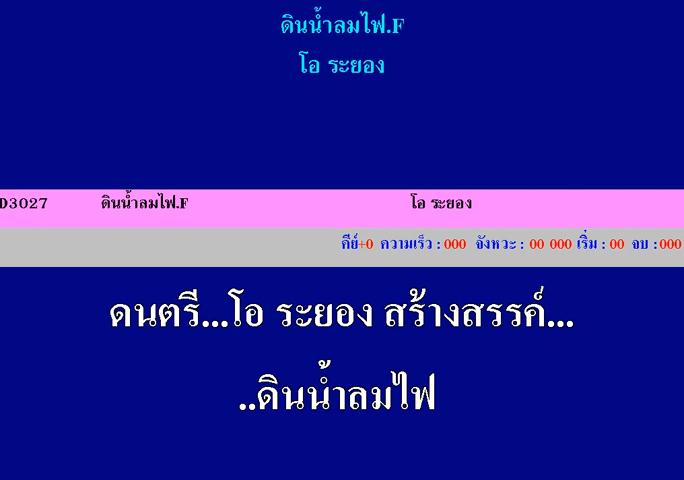 ดินน้ำลมไฟ.F
โอ ระยอง
D3027 ดินน้ำลมไฟ.F โอ ระยอง
คีย์+0 ความเร็ว : 000 จังหวะ : 00 000 เริ่ม : 00 จบ :000
ดนตรี...โอ ระยอง สร้างสรรค์...
..ดินน้ำลมไฟ